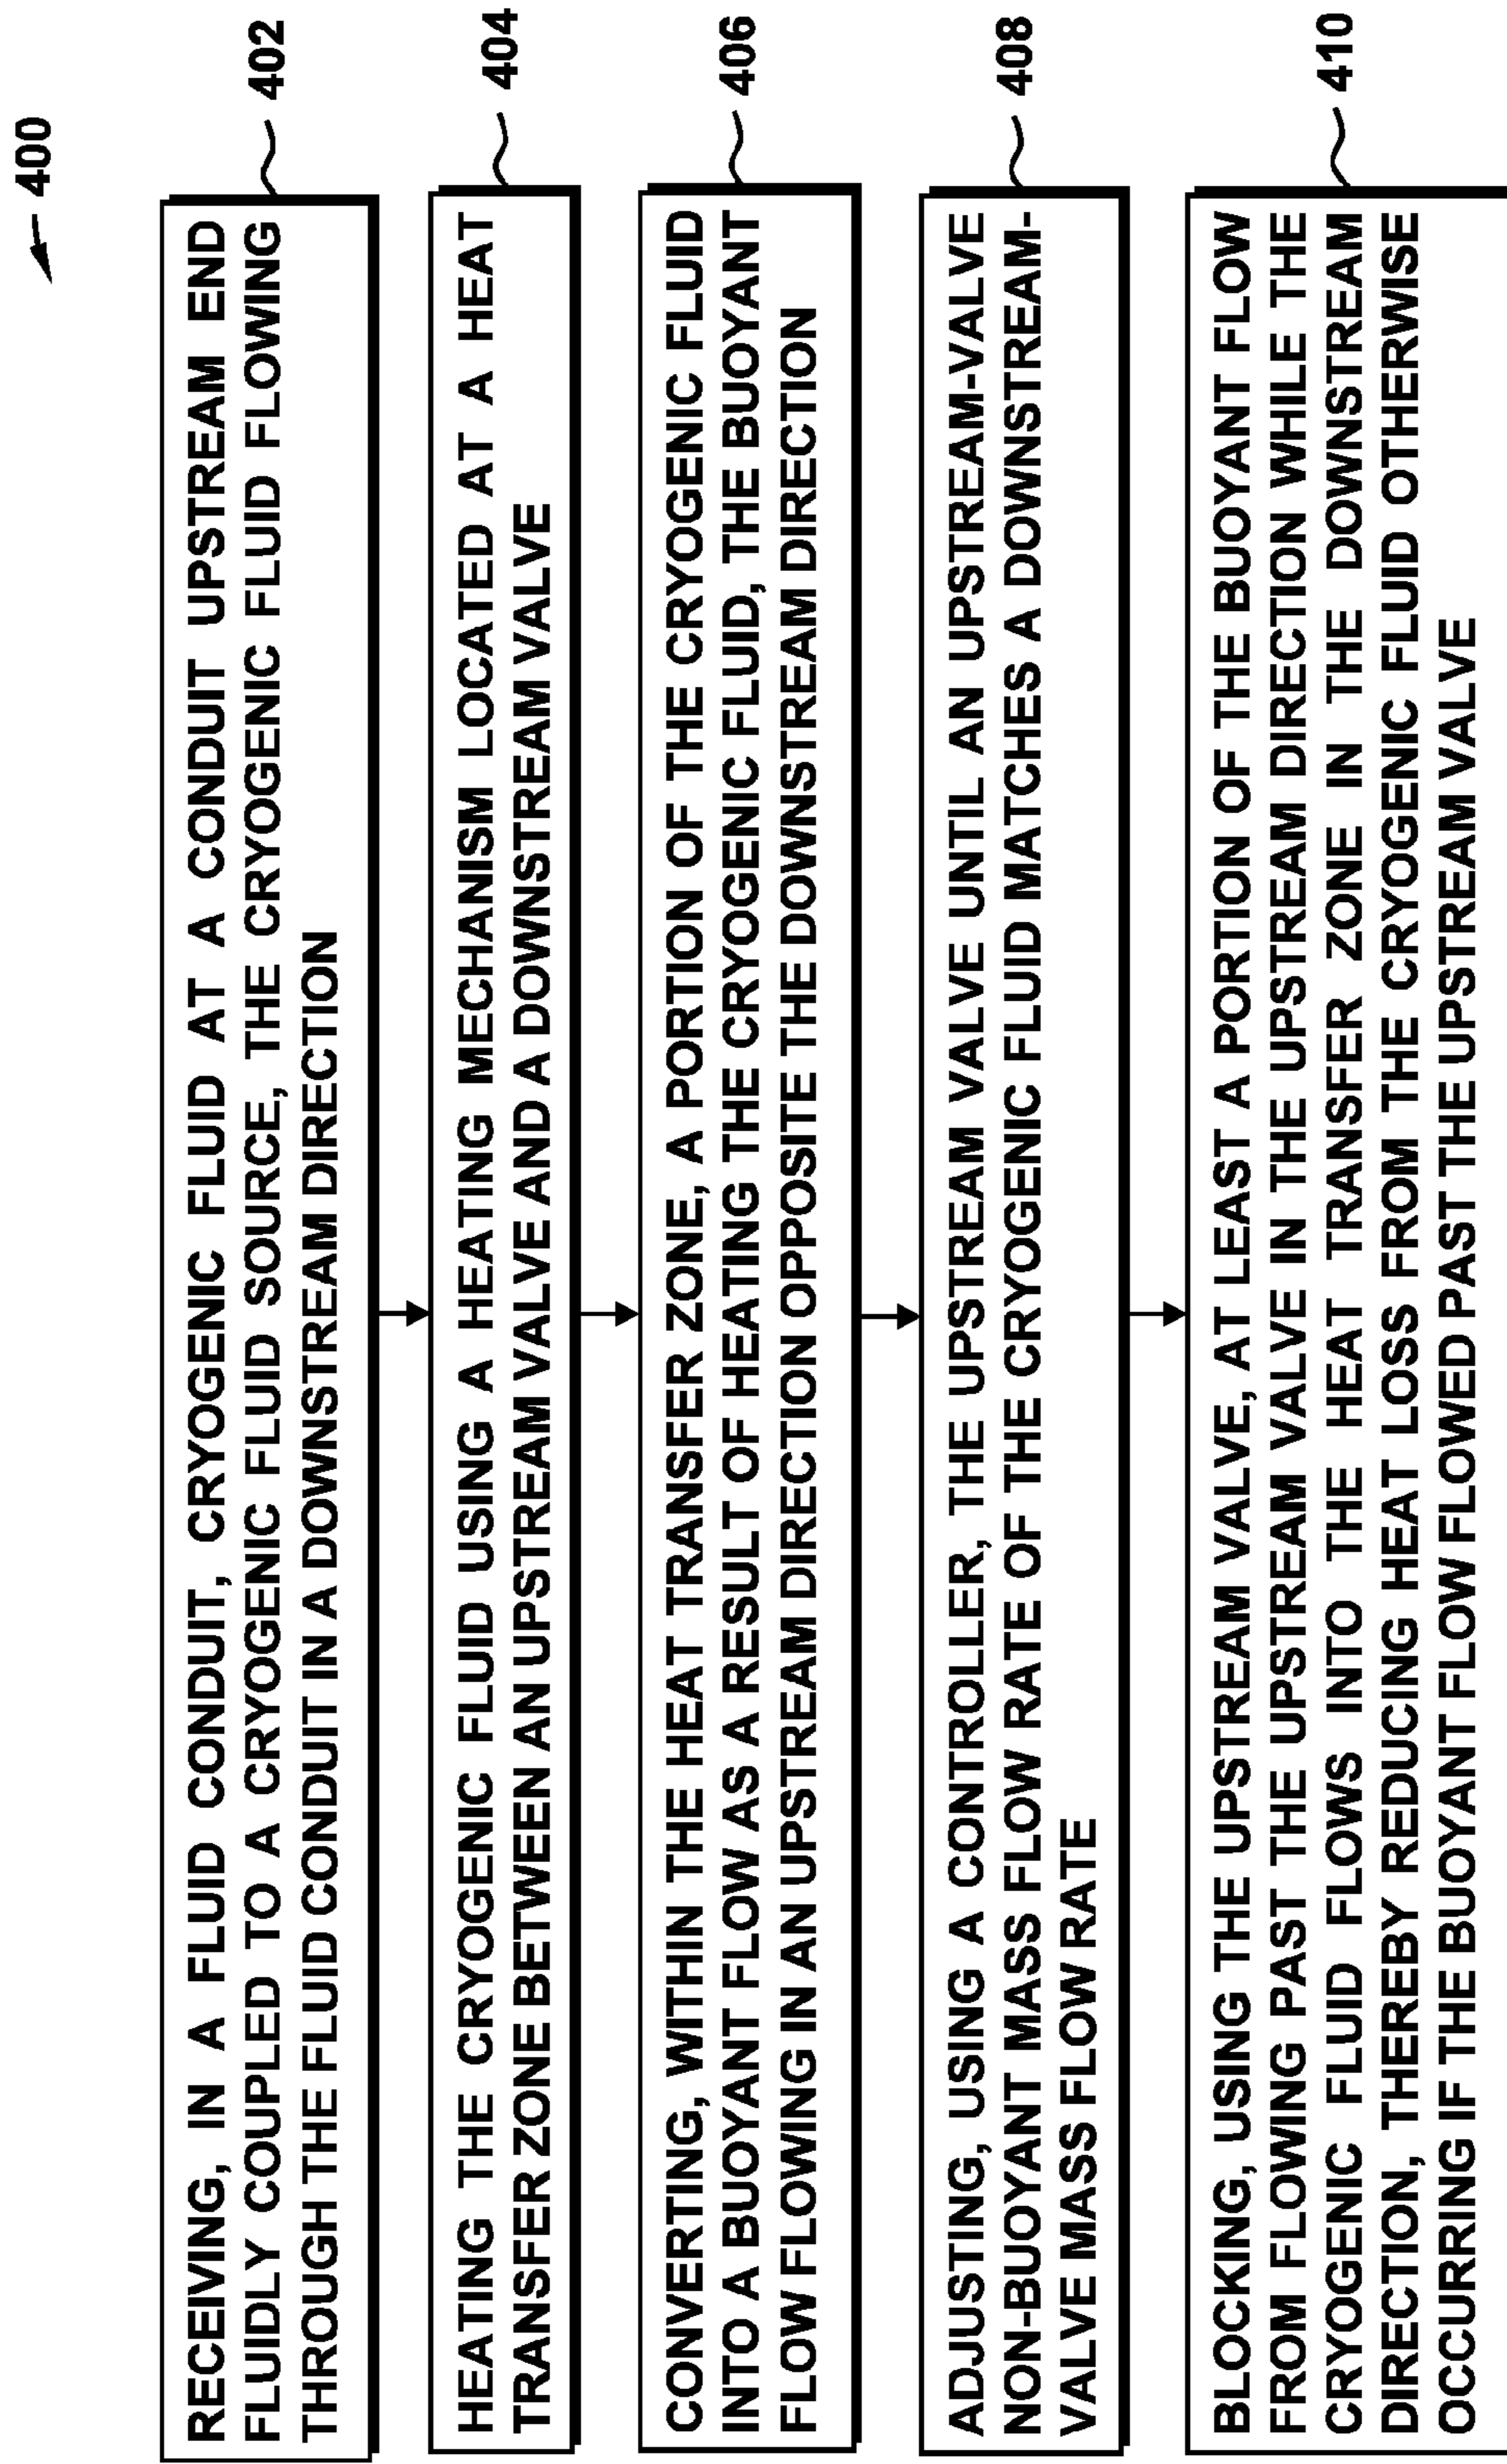 400
RECEIVING, IN A FLUID CONDUIT, CRYOGENIC FLUID AT A CONDUIT UPSTREAM END
FLUIDLY COUPLED TO A CRYOGENIC FLUID SOURCE, THE CRYOGENIC FLUID FLOWING
THROUGH THE FLUID CONDUIT IN A DOWNSTREAM DIRECTION
402
HEATING THE CRYOGENIC FLUID USING A HEATING MECHANISM LOCATED AT A HEAT
TRANSFER ZONE BETWEEN AN UPSTREAM VALVE AND A DOWNSTREAM VALVE
404
CONVERTING, WITHIN THE HEAT TRANSFER ZONE, A PORTION OF THE CRYOGENIC FLUID
INTO A BUOYANT FLOW AS A RESULT OF HEATING THE CRYOGENIC FLUID, THE BUOYANT
FLOW FLOWING IN AN UPSTREAM DIRECTION OPPOSITE THE DOWNSTREAM DIRECTION
406
ADJUSTING, USING A CONTROLLER, THE UPSTREAM VALVE UNTIL AN UPSTREAM-VALVE
NON-BUOYANT MASS FLOW RATE OF THE CRYOGENIC FLUID MATCHES A DOWNSTREAM-
VALVE MASS FLOW RATE
408
BLOCKING, USING THE UPSTREAM VALVE, AT LEAST A PORTION OF THE BUOYANT FLOW
FROM FLOWING PAST THE UPSTREAM VALVE IN THE UPSTREAM DIRECTION WHILE THE
CRYOGENIC FLUID FLOWS INTO THE HEAT TRANSFER ZONE IN THE DOWNSTREAM
DIRECTION, THEREBY REDUCING HEAT LOSS FROM THE CRYOGENIC FLUID OTHERWISE
OCCURRING IF THE BUOYANT FLOW FLOWED PAST THE UPSTREAM VALVE
410